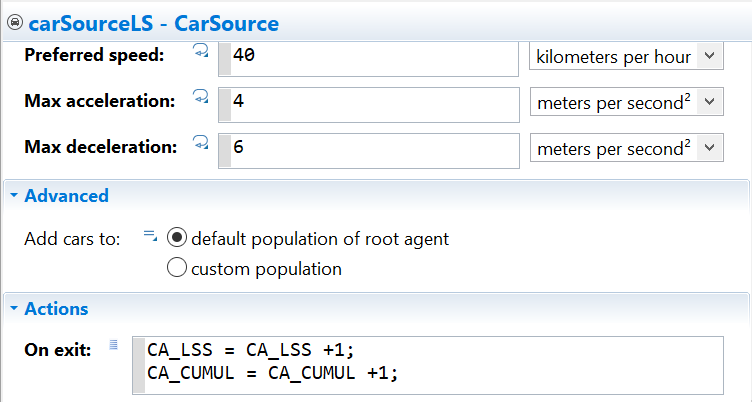 carSourceLS - CarSource
Preferred speed: 40 kilometers per hour
Max acceleration: 4 meters per second²
Max deceleration: 6 meters per second²
Advanced
Add cars to: default population of root agent
custom population
Actions
On exit: CA_LSS = CA_LSS +1;
CA_CUMUL = CA_CUMUL +1;